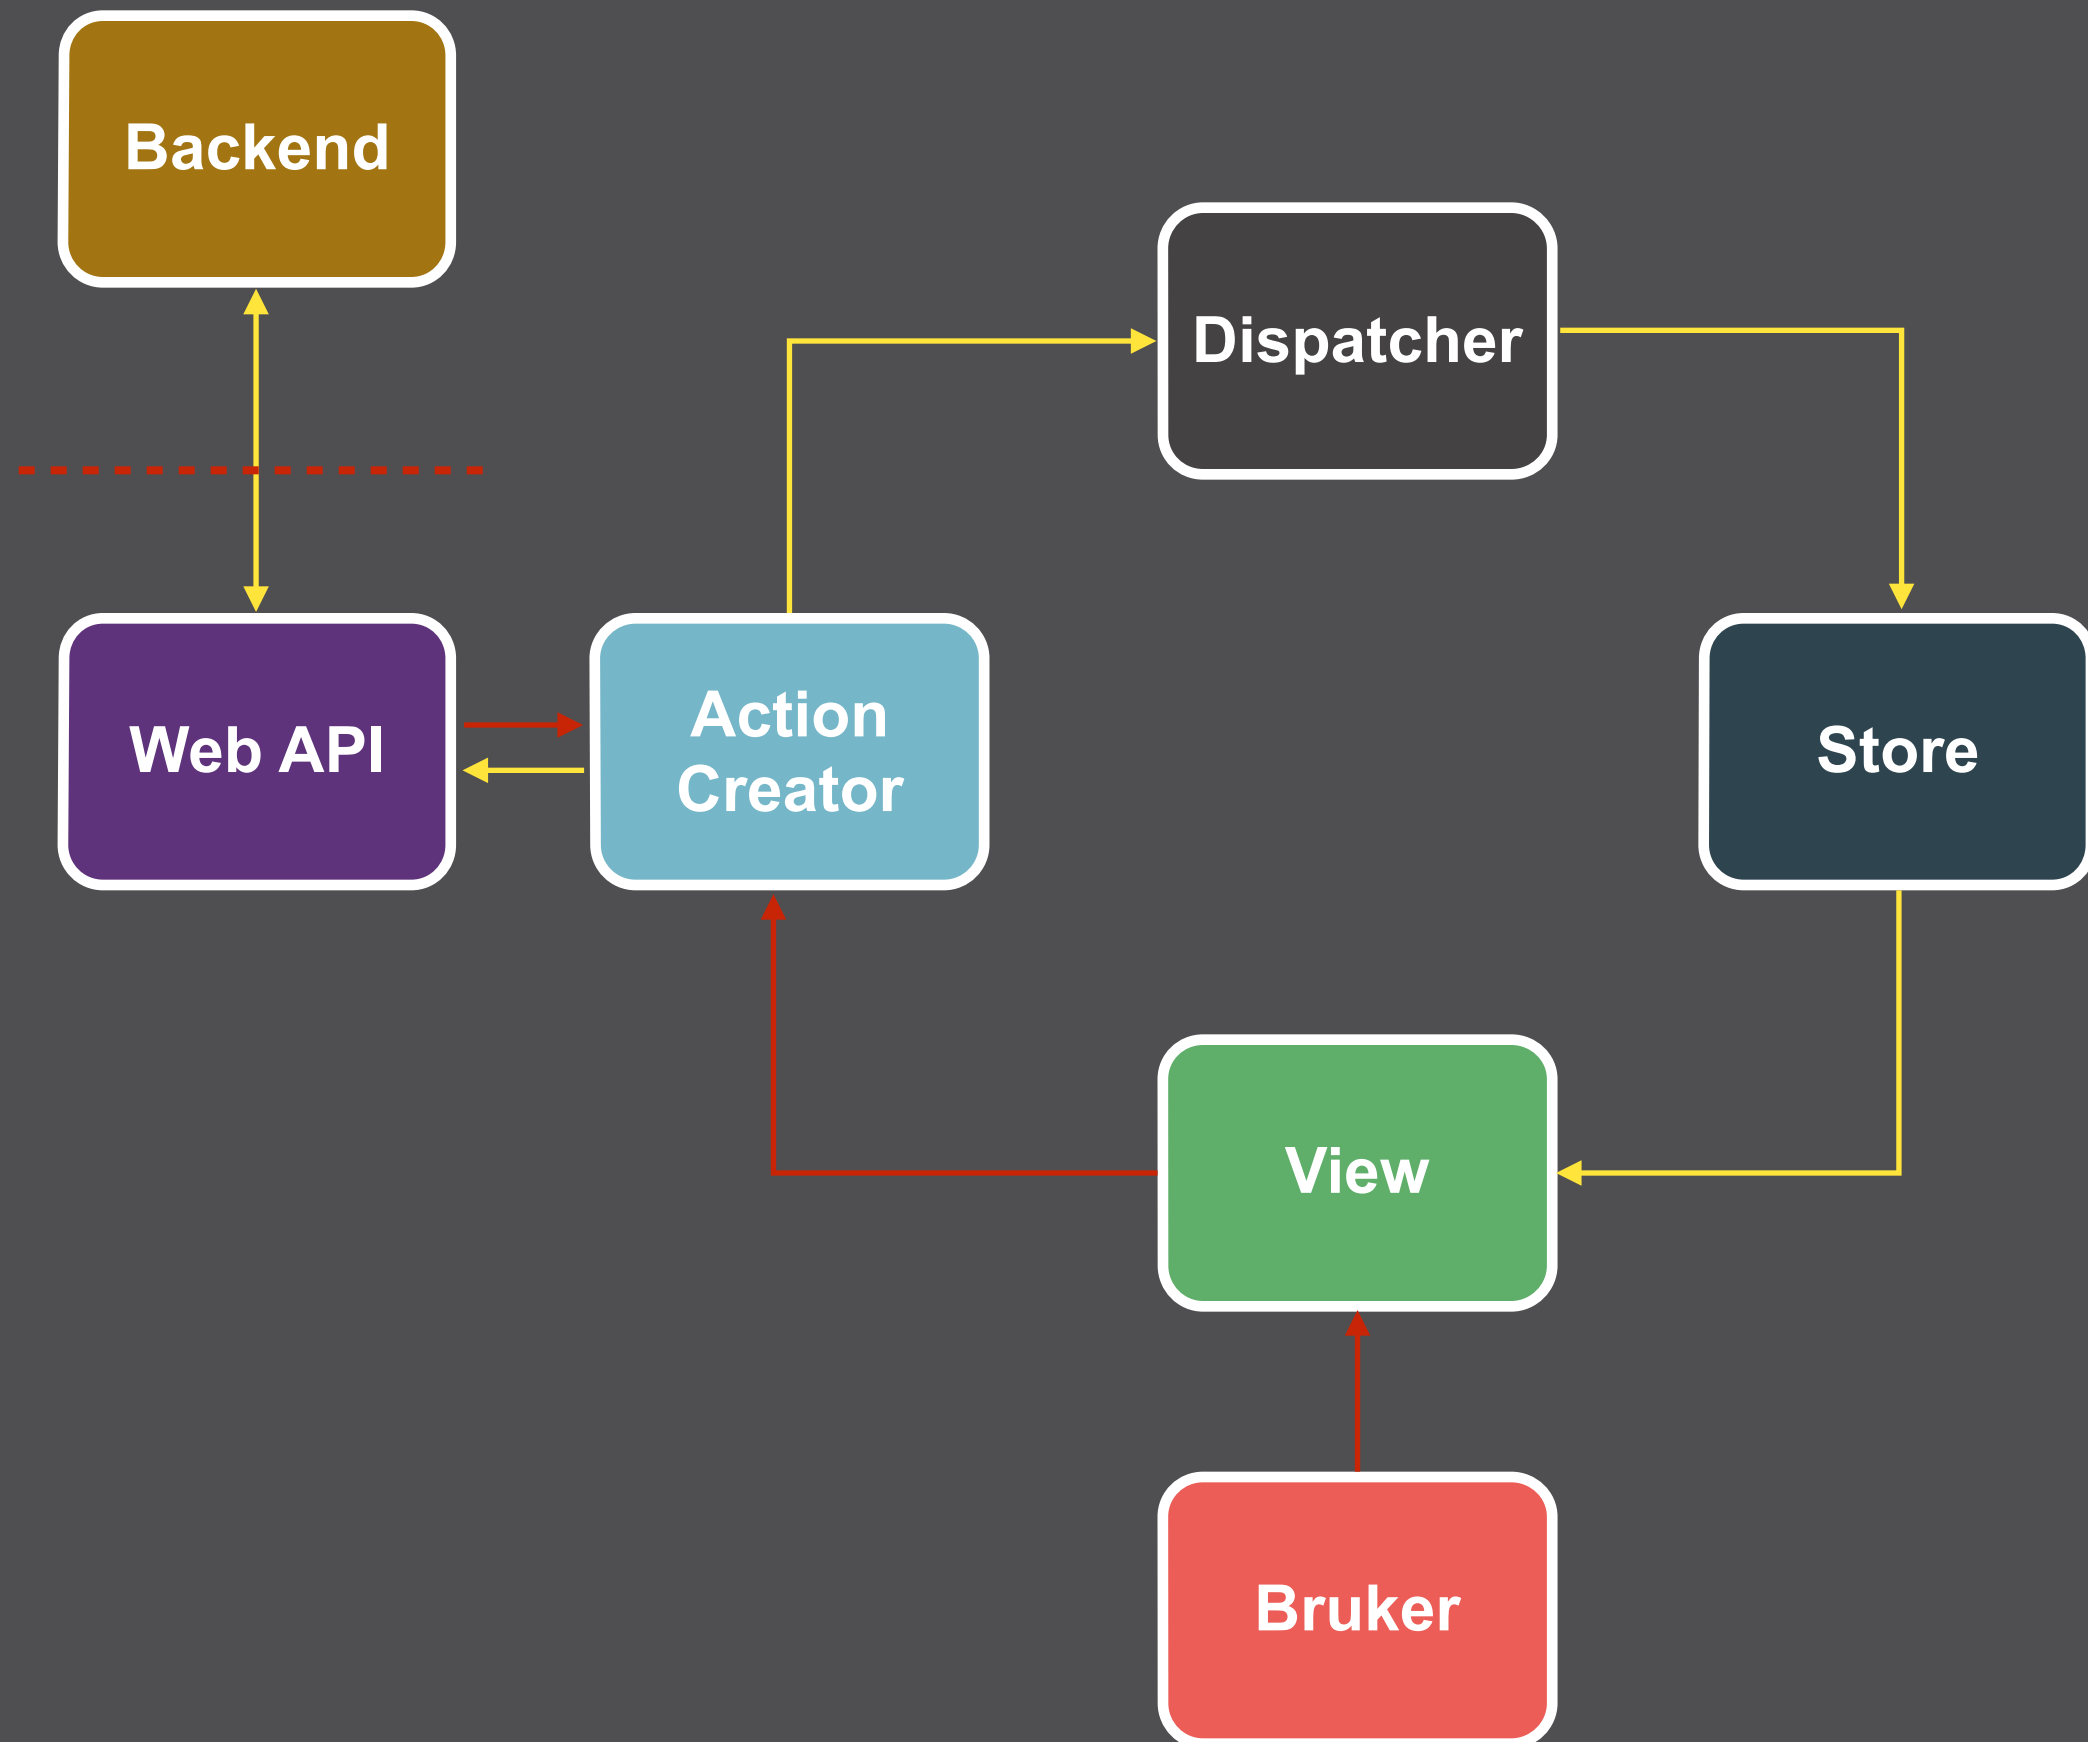 Backend
Dispatcher
Web API
Action
Creator
Store
View
Bruker